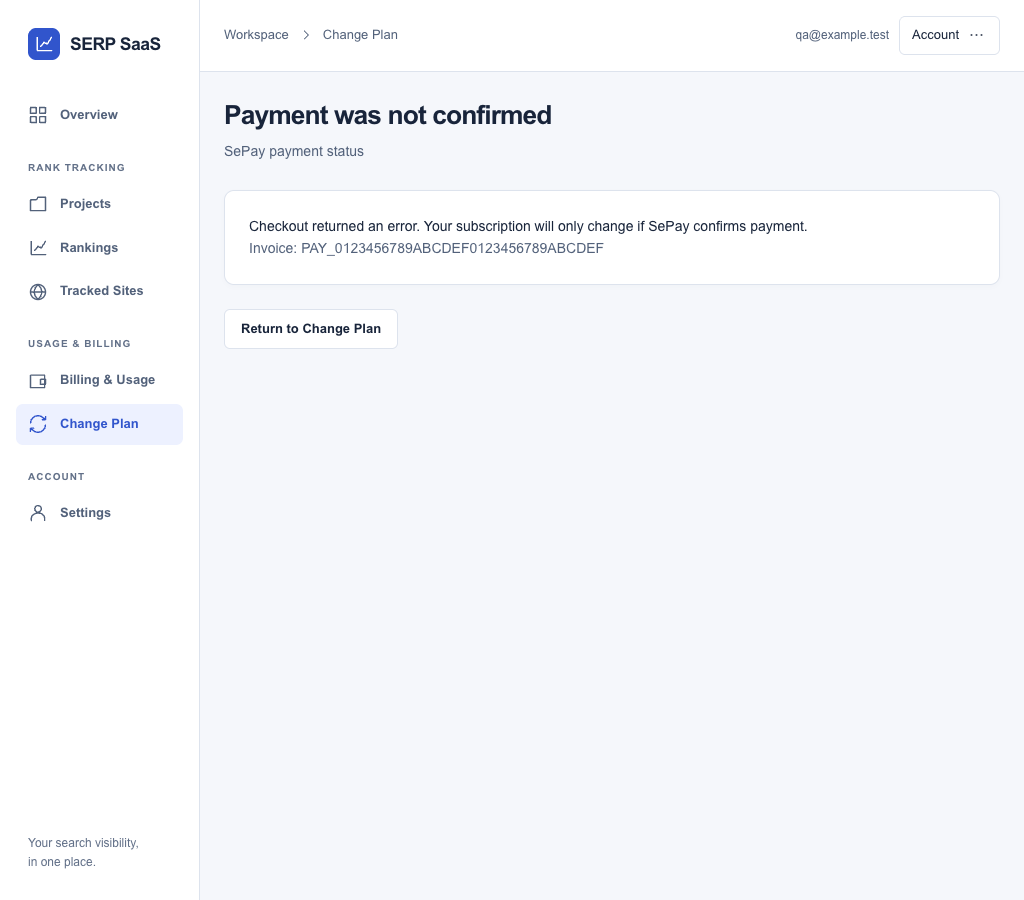 SERP SaaS
Overview
RANK TRACKING
Projects
Rankings
Tracked Sites
USAGE & BILLING
Billing & Usage
Change Plan
ACCOUNT
Settings
Your search visibility,
in one place.
Workspace > Change Plan
qa@example.test
Account ···
Payment was not confirmed
SePay payment status
Checkout returned an error. Your subscription will only change if SePay confirms payment.
Invoice: PAY_0123456789ABCDEF0123456789ABCDEF
Return to Change Plan